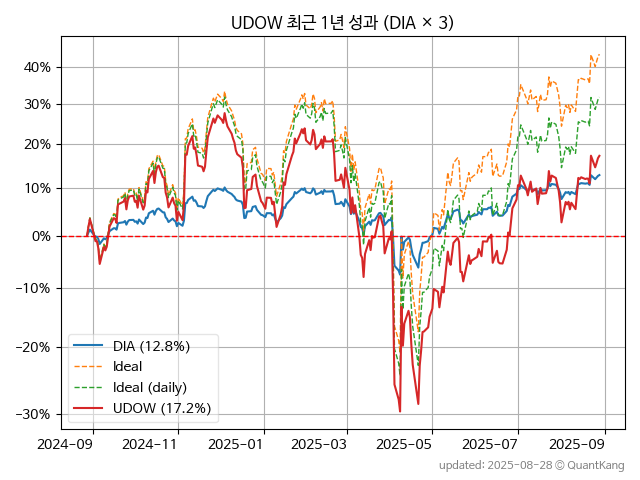 UDOW 최근 1년 성과 (DIA × 3)
40%
30%
20%
10%
0%
−10%
−20%
−30%
DIA (12.8%)
Ideal
Ideal (daily)
UDOW (17.2%)
2024-09 2024-11 2025-01 2025-03 2025-05 2025-07 2025-09
updated: 2025-08-28 © QuantKang